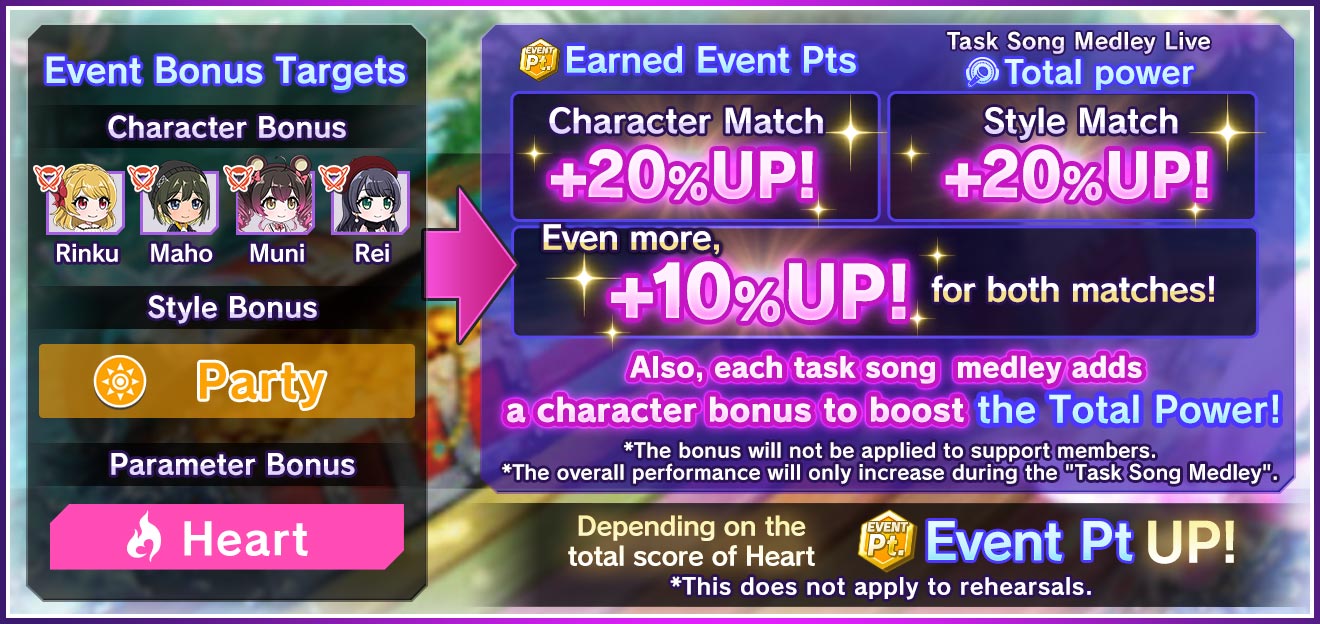 Event Bonus Targets
Character Bonus
Rinku Maho Muni Rei
Style Bonus
Party
Parameter Bonus
Heart
EVENT Pt. Earned Event Pts
Task Song Medley Live
Total power
Character Match
+20%UP!
Style Match
+20%UP!
Even more,
+10%UP! for both matches!
Also, each task song medley adds
a character bonus to boost the Total Power!
*The bonus will not be applied to support members.
*The overall performance will only increase during the "Task Song Medley".
Depending on the
total score of Heart
EVENT Pt. Event Pt UP!
*This does not apply to rehearsals.